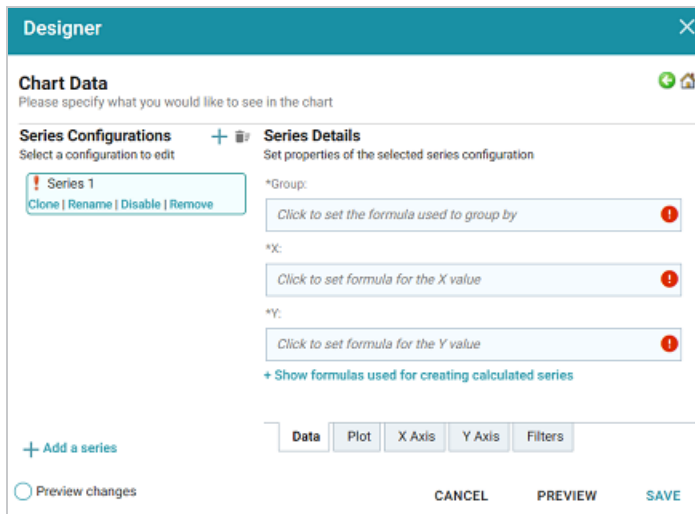 Designer
Chart Data
Please specify what you would like to see in the chart
Series Configurations
Select a configuration to edit
Series 1
Clone | Rename | Disable | Remove
+ Add a series
Preview changes
Series Details
Set properties of the selected series configuration
*Group:
Click to set the formula used to group by
*X:
Click to set formula for the X value
*Y:
Click to set formula for the Y value
+ Show formulas used for creating calculated series
Data Plot X Axis Y Axis Filters
CANCEL PREVIEW SAVE